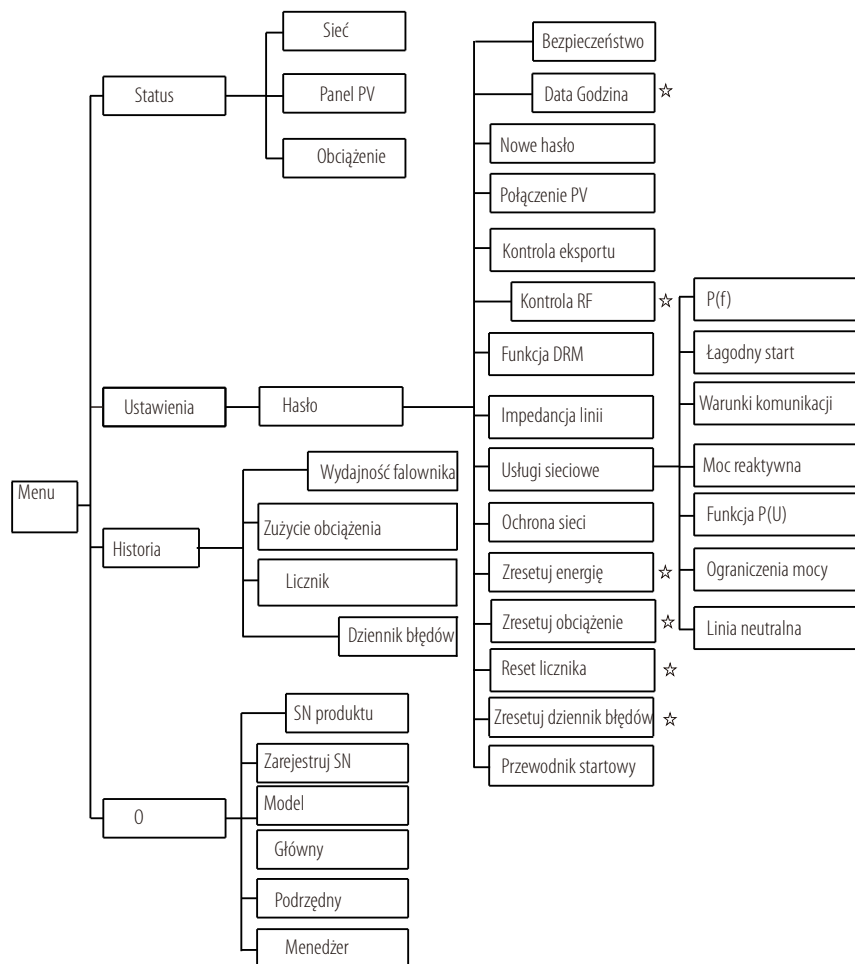 Menu
Status
Sieć
Panel PV
Obciążenie
Ustawienia
Hasło
Bezpieczeństwo
Data Godzina ☆
Nowe hasło
Połączenie PV
Kontrola eksportu
Kontrola RF ☆
Funkcja DRM
Impedancja linii
Usługi sieciowe
P(f)
Łagodny start
Warunki komunikacji
Moc reaktywna
Funkcja P(U)
Ograniczenia mocy
Linia neutralna
Ochrona sieci
Zresetuj energię ☆
Zresetuj obciążenie ☆
Reset licznika ☆
Zresetuj dziennik błędów ☆
Przewodnik startowy
Historia
Wydajność falownika
Zużycie obciążenia
Licznik
Dziennik błędów
O
SN produktu
Zarejestruj SN
Model
Główny
Podrzędny
Menedżer